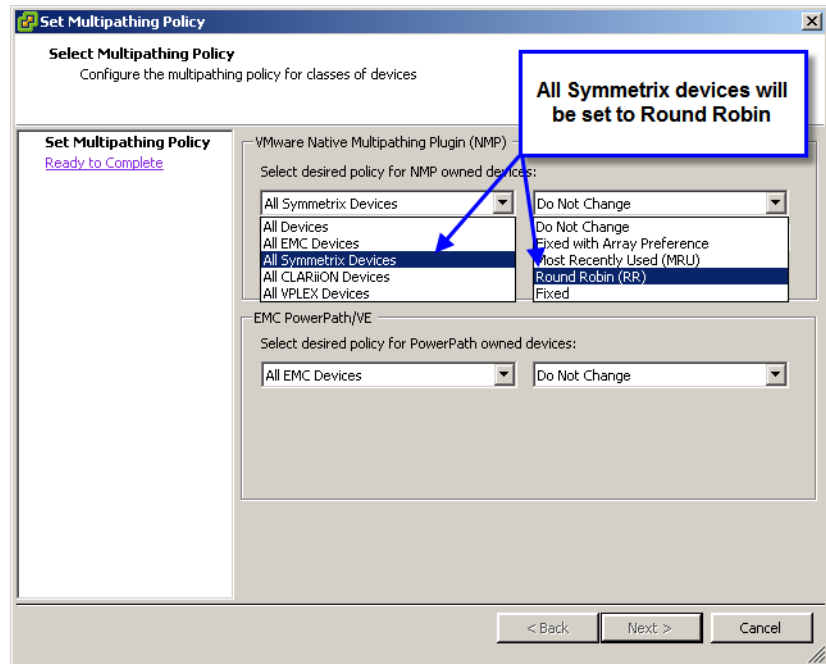 Set Multipathing Policy
Select Multipathing Policy
Configure the multipathing policy for classes of devices
All Symmetrix devices will
be set to Round Robin
Set Multipathing Policy
Ready to Complete
VMware Native Multipathing Plugin (NMP)
Select desired policy for NMP owned devices:
All Symmetrix Devices
Do Not Change
All Devices
All EMC Devices
All Symmetrix Devices
All CLARiiON Devices
All VPLEX Devices
Do Not Change
Fixed with Array Preference
Most Recently Used (MRU)
Round Robin (RR)
Fixed
EMC PowerPath/VE
Select desired policy for PowerPath owned devices:
All EMC Devices
Do Not Change
< Back
Next >
Cancel